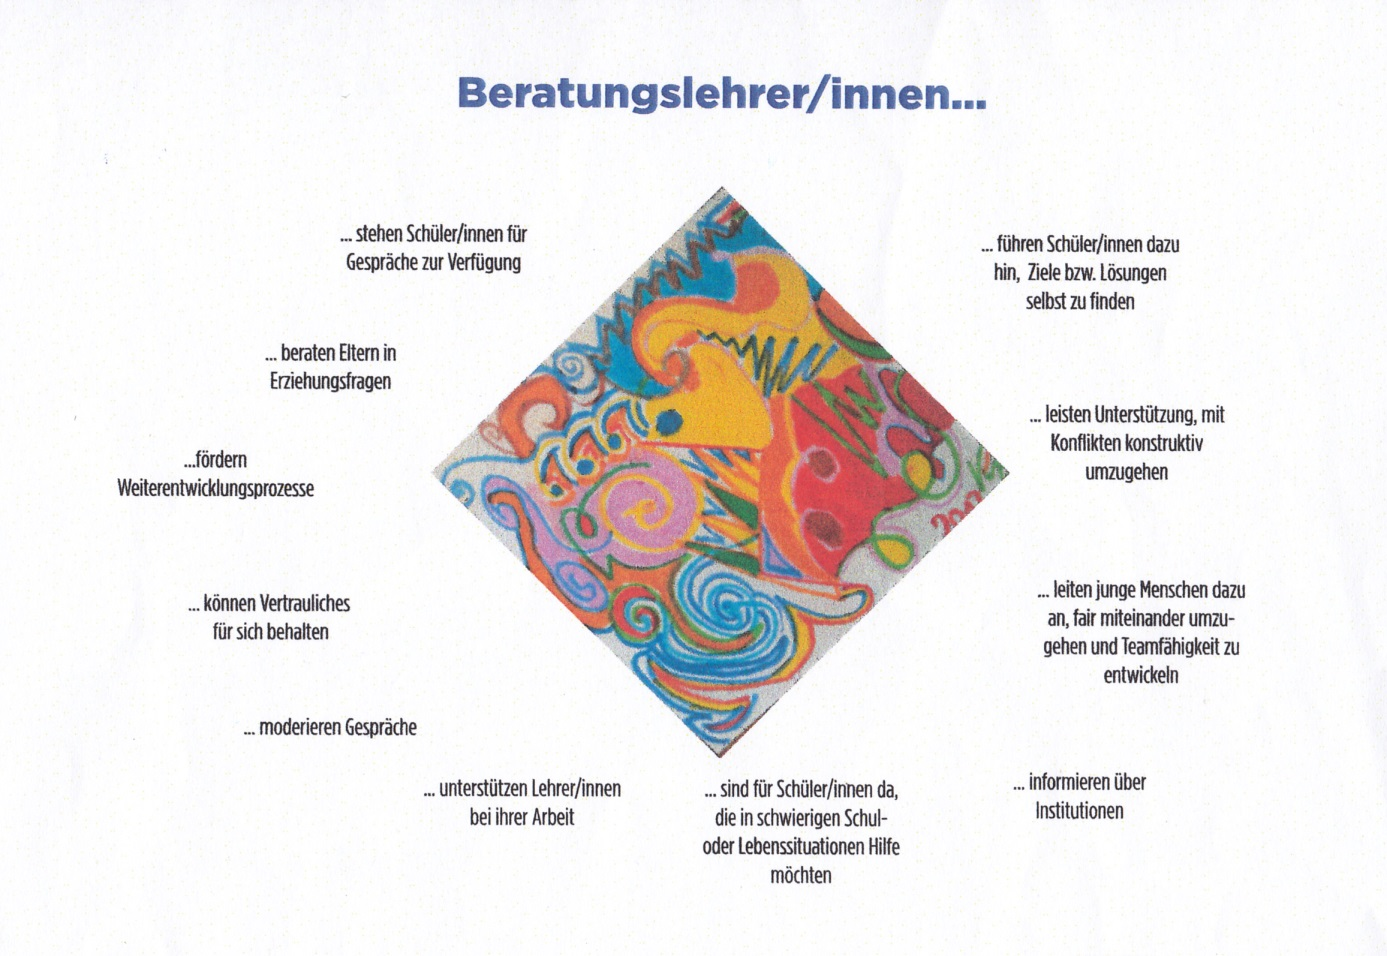 Beratungslehrer/innen...
... stehen Schüler/innen für
Gespräche zur Verfügung
... beraten Eltern in
Erziehungsfragen
...fördern
Weiterentwicklungsprozesse
... können Vertrauliches
für sich behalten
... moderieren Gespräche
... unterstützen Lehrer/innen
bei ihrer Arbeit
... sind für Schüler/innen da,
die in schwierigen Schul-
oder Lebenssituationen Hilfe
möchten
... führen Schüler/innen dazu
hin, Ziele bzw. Lösungen
selbst zu finden
... leisten Unterstützung, mit
Konflikten konstruktiv
umzugehen
... leiten junge Menschen dazu
an, fair miteinander umzu-
gehen und Teamfähigkeit zu
entwickeln
... informieren über
Institutionen